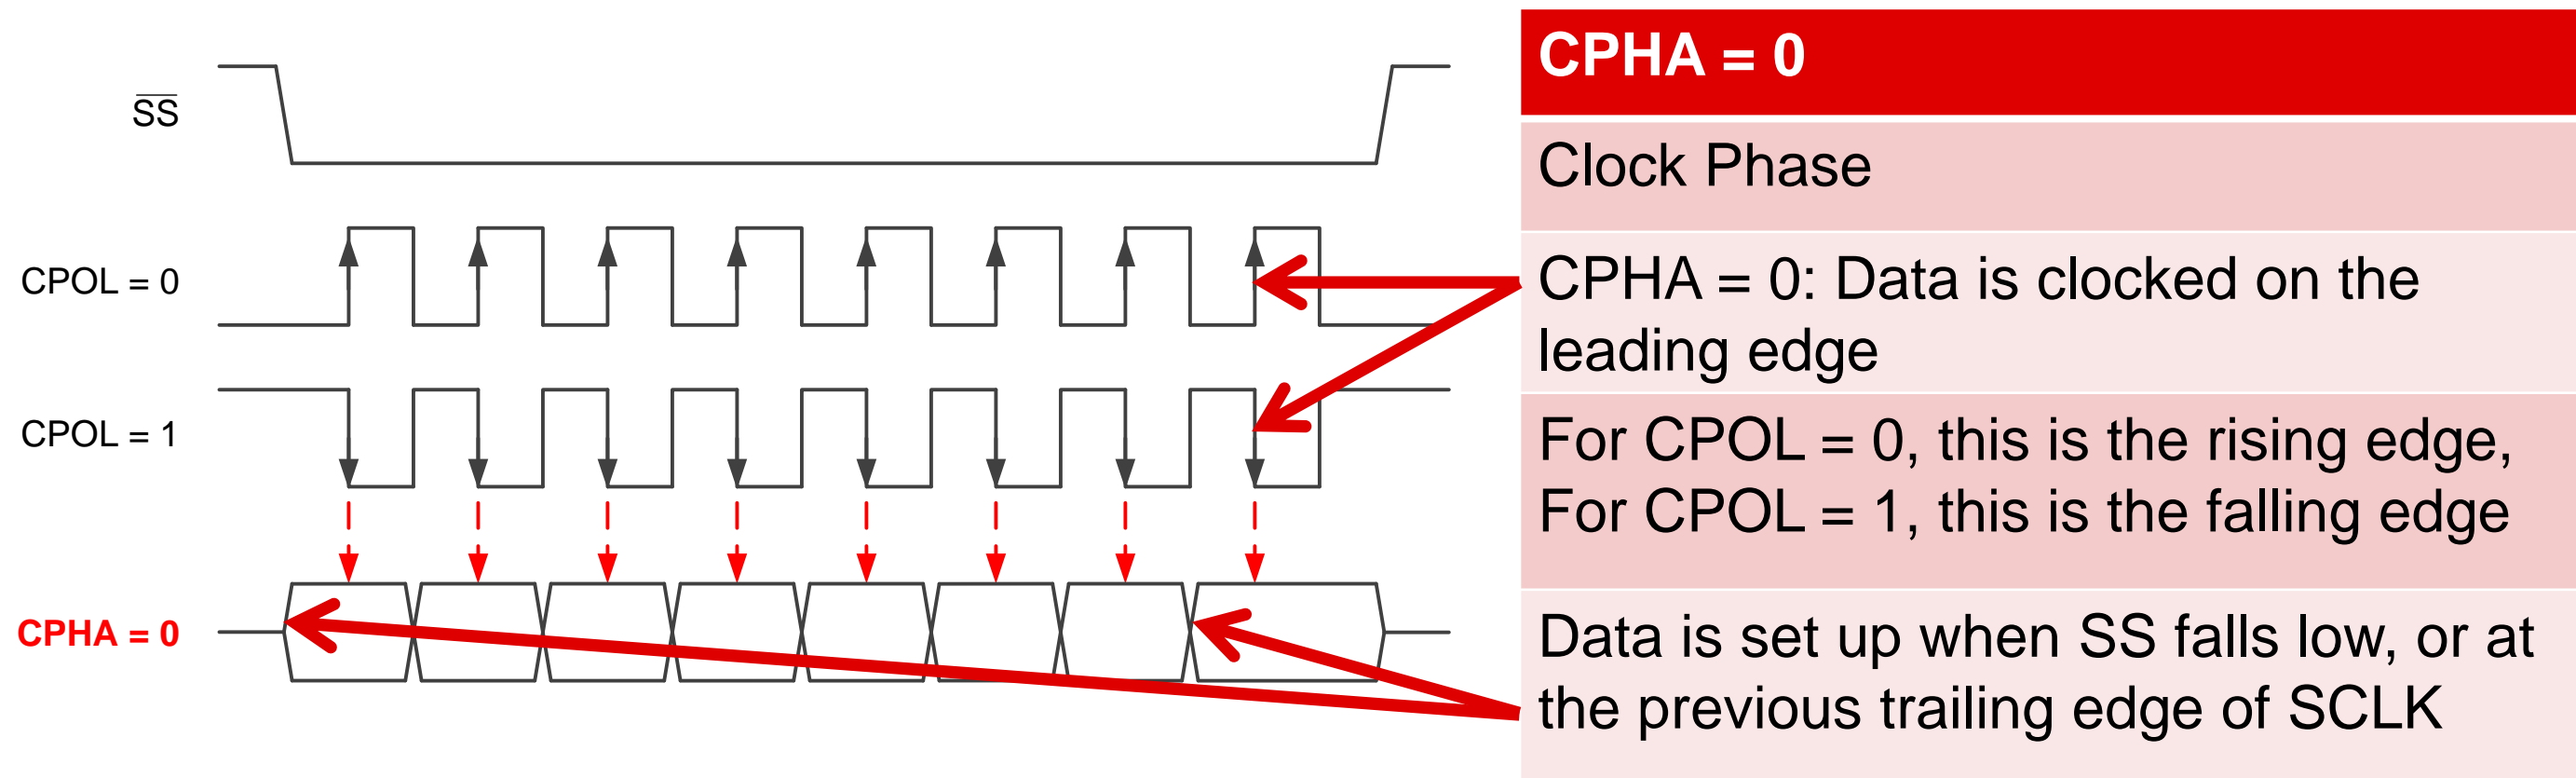 S̅S̅
CPOL = 0
CPOL = 1
CPHA = 0
CPHA = 0
Clock Phase
CPHA = 0: Data is clocked on the
leading edge
For CPOL = 0, this is the rising edge,
For CPOL = 1, this is the falling edge
Data is set up when SS falls low, or at
the previous trailing edge of SCLK